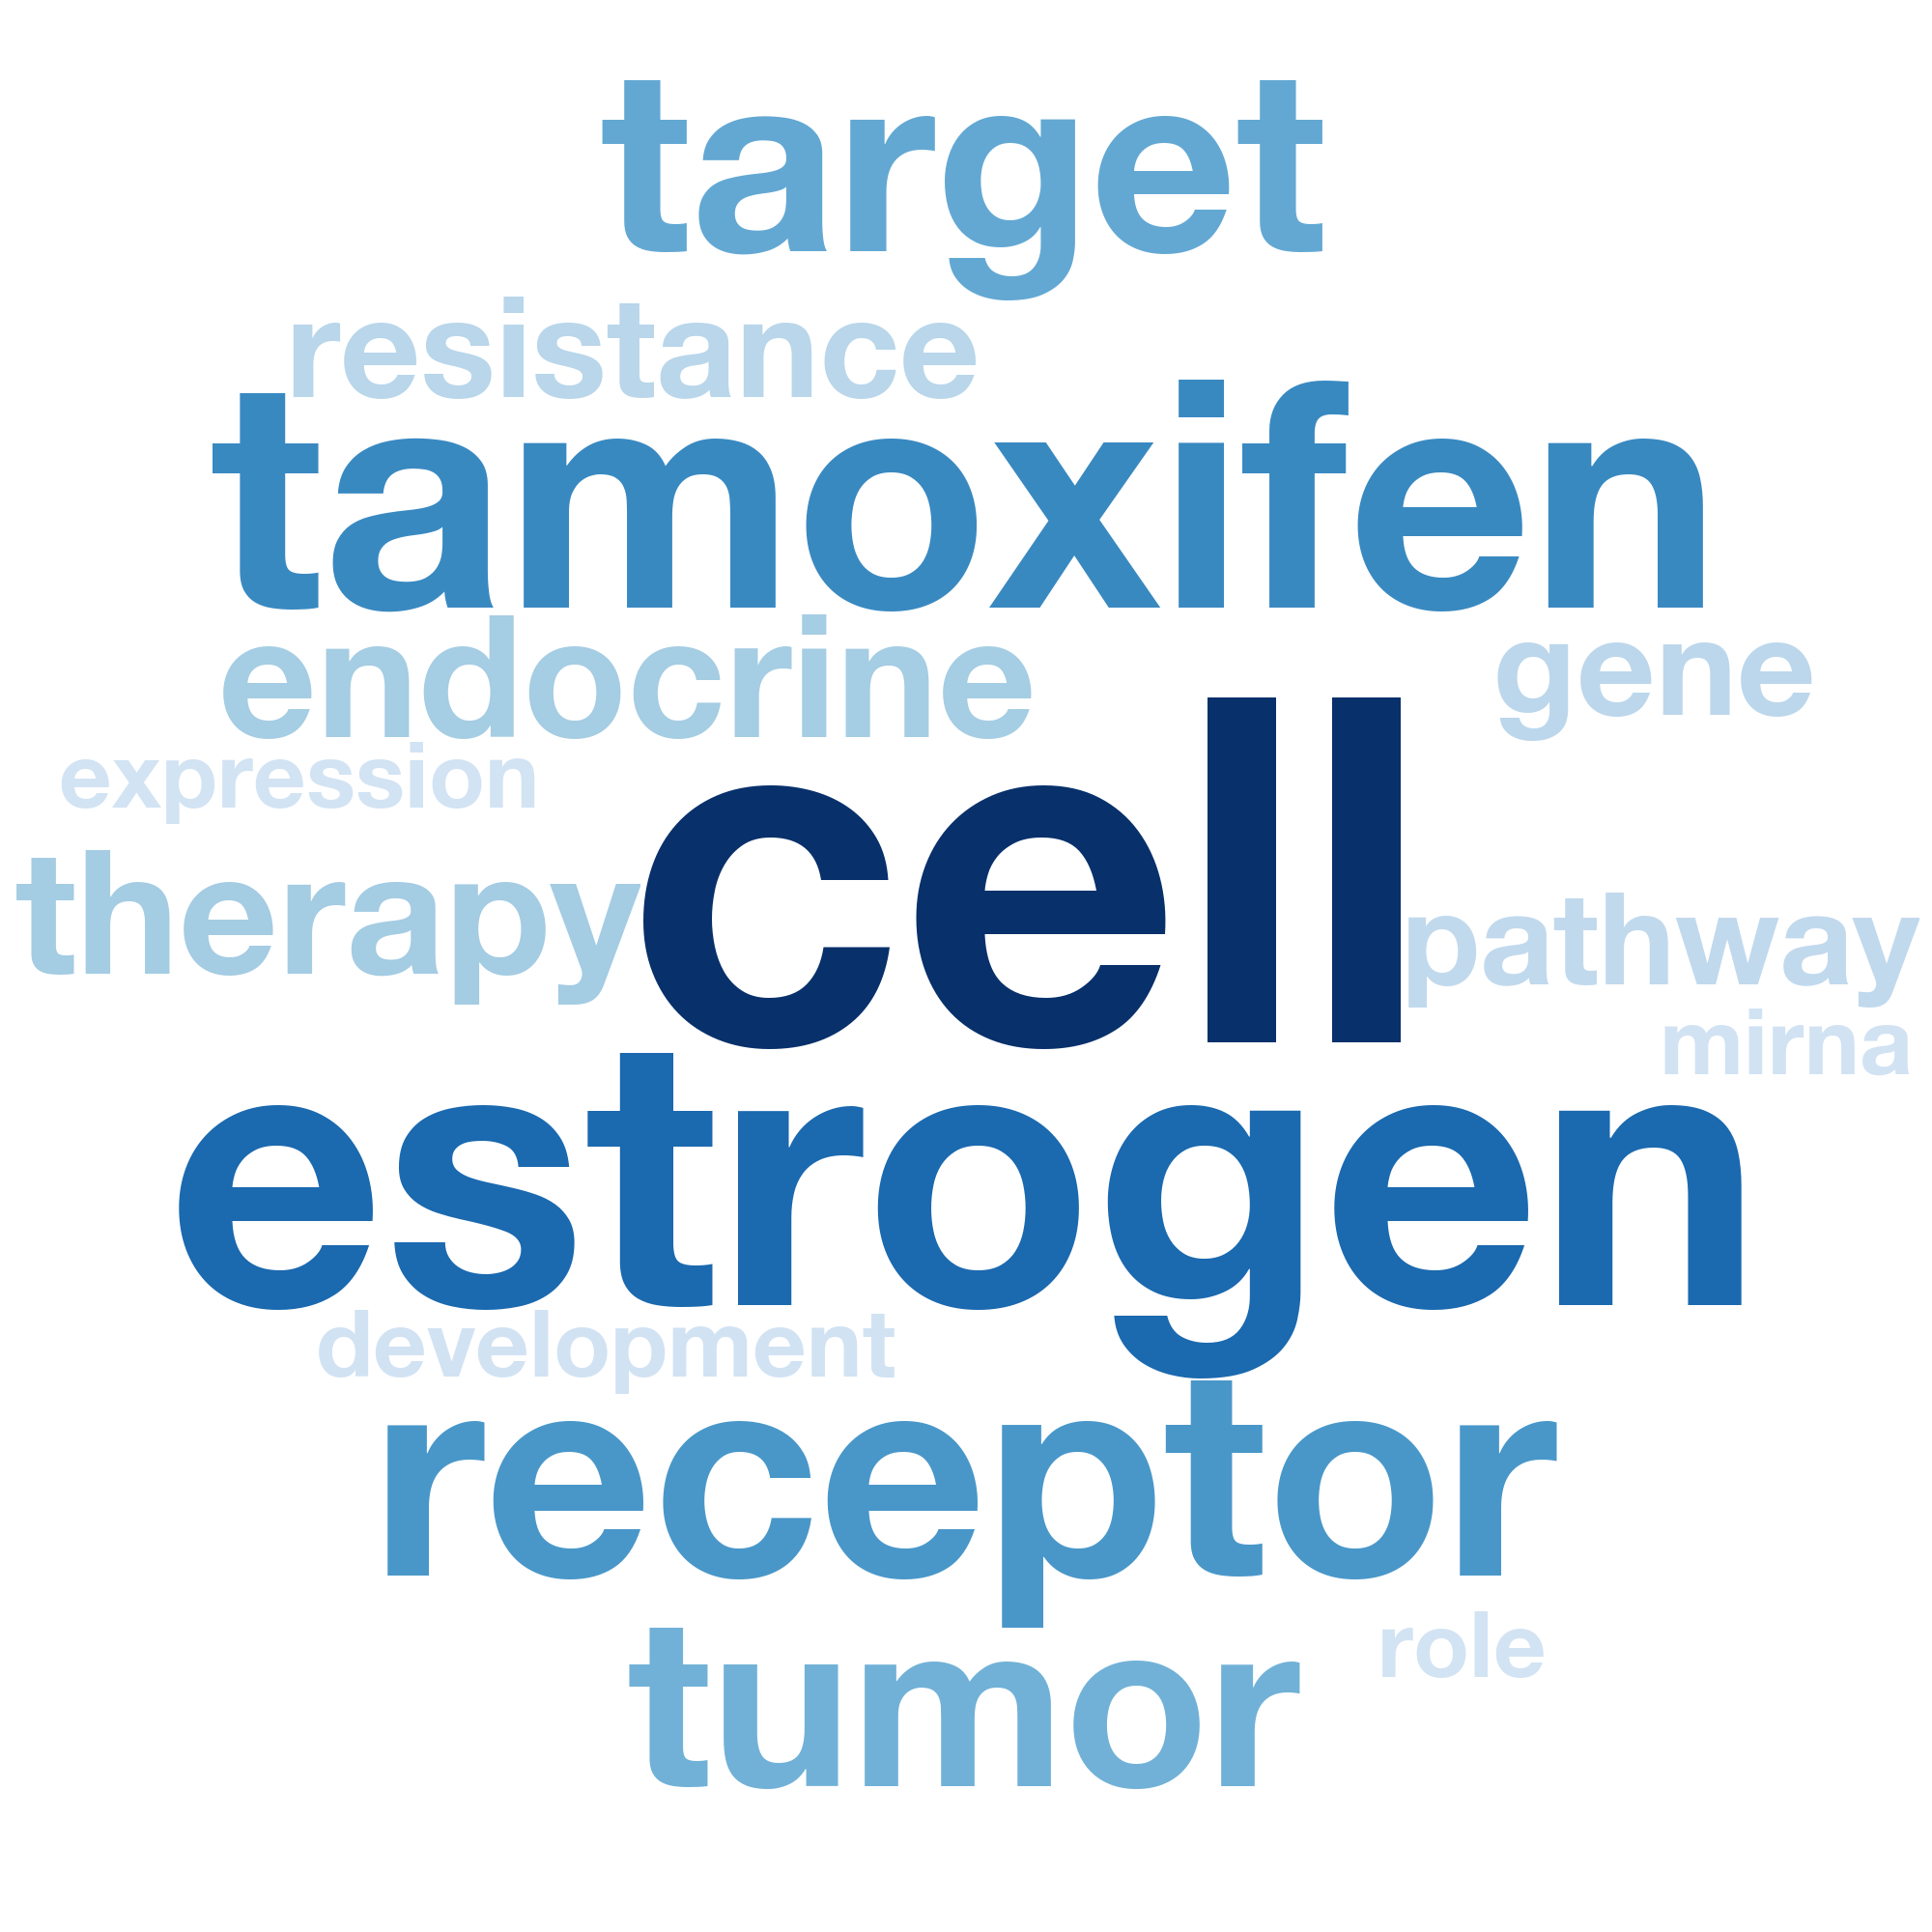 target
resistance
tamoxifen
endocrine
gene
expression
cell
therapy
pathway
mirna
estrogen
development
receptor
role
tumor